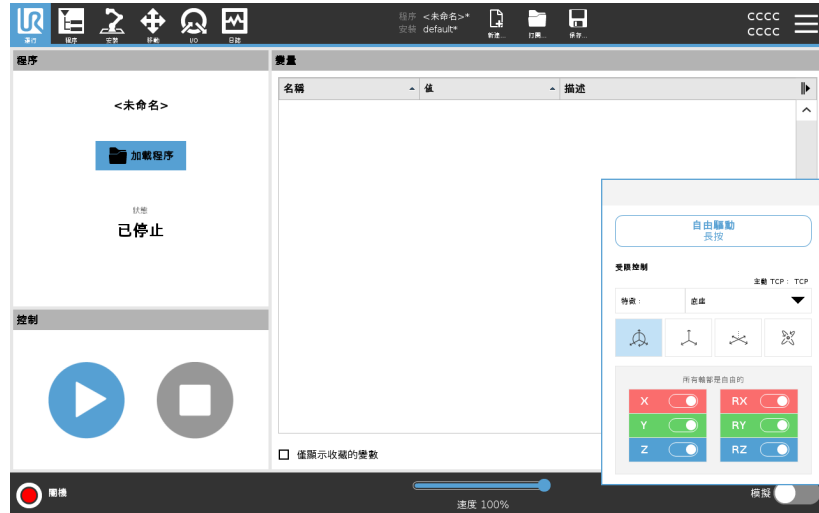 UR
運行
程序
安裝
移動
I/O
日誌
程序 <未命名>*
安裝 default*
新建...
打開...
保存...
CCCC
CCCC
程序
<未命名>
加載程序
狀態
已停止
控制
變量
名稱
值
描述
僅顯示收藏的變數
自由驅動
長按
受限控制
主動 TCP : TCP
特徵 :
底座
所有軸都是自由的
X
RX
Y
RY
Z
RZ
關機
速度 100%
模擬